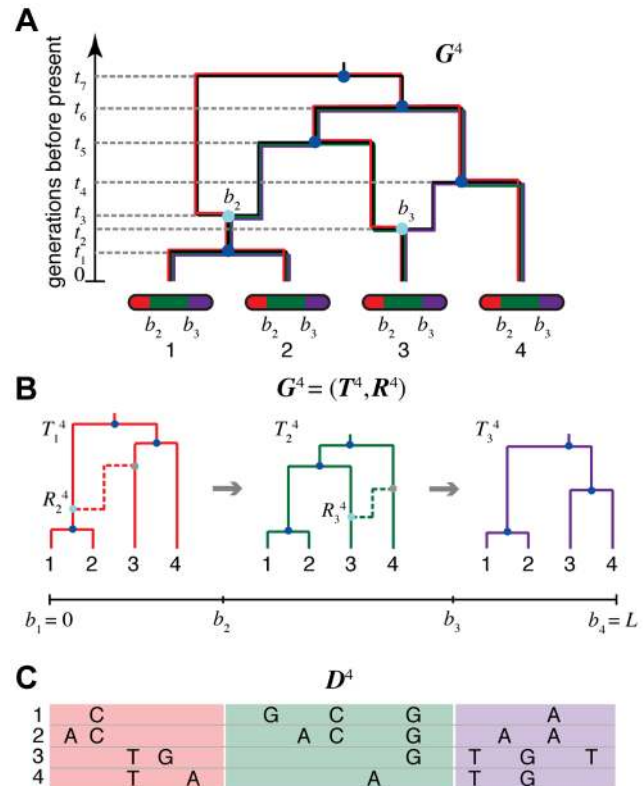 A
G⁴
generations before present
t₇
t₆
t₅
t₄
t₃
t₂
t₁
0
b₂
b₃
b₂ b₃ b₂ b₃ b₂ b₃ b₂ b₃
1 2 3 4
B
G⁴ = (T⁴, R⁴)
T₁⁴ T₂⁴ T₃⁴
R₂⁴ R₃⁴
1 2 3 4 1 2 3 4 1 2 3 4
b₁ = 0 b₂ b₃ b₄ = L
C
D⁴
1 C G C G A
2 A C A C G A A
3 T G G T G T
4 T A A T G